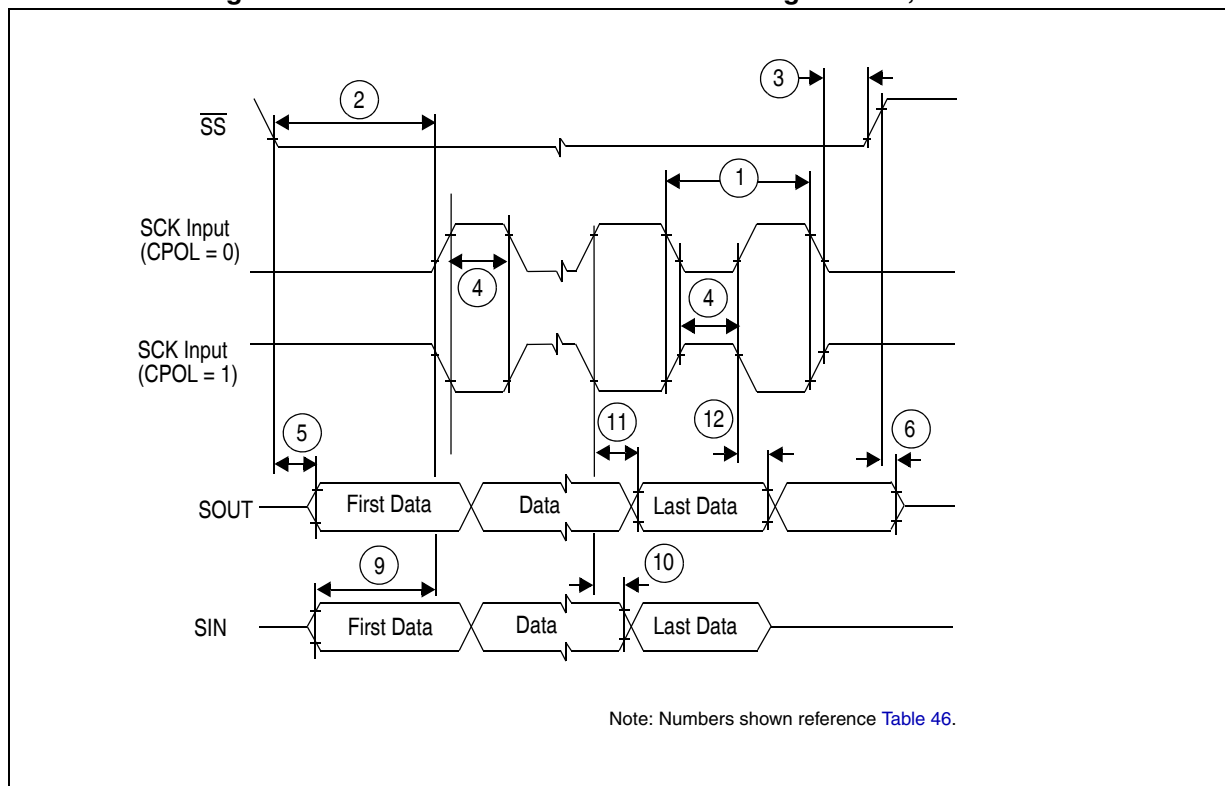 3
2
SS
1
SCK Input
(CPOL = 0)
4
4
SCK Input
(CPOL = 1)
11
12
5
6
SOUT
First Data
Data
Last Data
9
10
SIN
First Data
Data
Last Data
Note: Numbers shown reference Table 46.